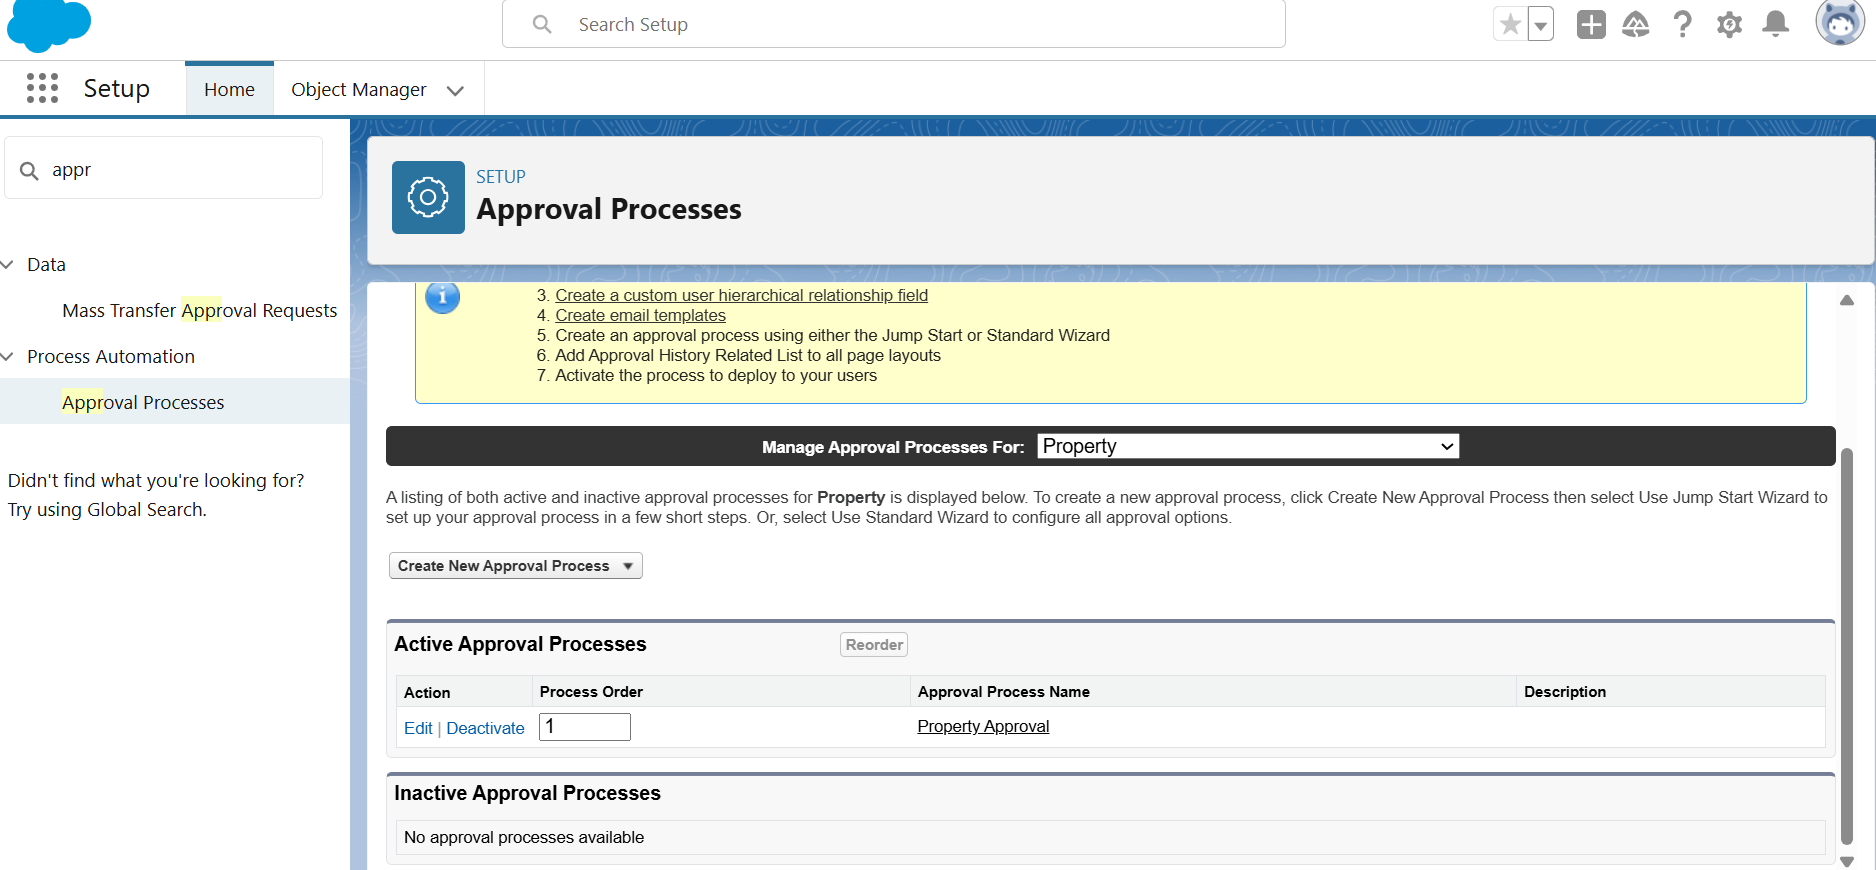 Search Setup
Setup
Home
Object Manager
appr
Data
Mass Transfer Approval Requests
Process Automation
Approval Processes
Didn't find what you're looking for?
Try using Global Search.
SETUP
Approval Processes
3. Create a custom user hierarchical relationship field
4. Create email templates
5. Create an approval process using either the Jump Start or Standard Wizard
6. Add Approval History Related List to all page layouts
7. Activate the process to deploy to your users
Manage Approval Processes For: Property
A listing of both active and inactive approval processes for Property is displayed below. To create a new approval process, click Create New Approval Process then select Use Jump Start Wizard to
set up your approval process in a few short steps. Or, select Use Standard Wizard to configure all approval options.
Create New Approval Process
Active Approval Processes Reorder
Action Process Order Approval Process Name Description
Edit | Deactivate 1 Property Approval
Inactive Approval Processes
No approval processes available